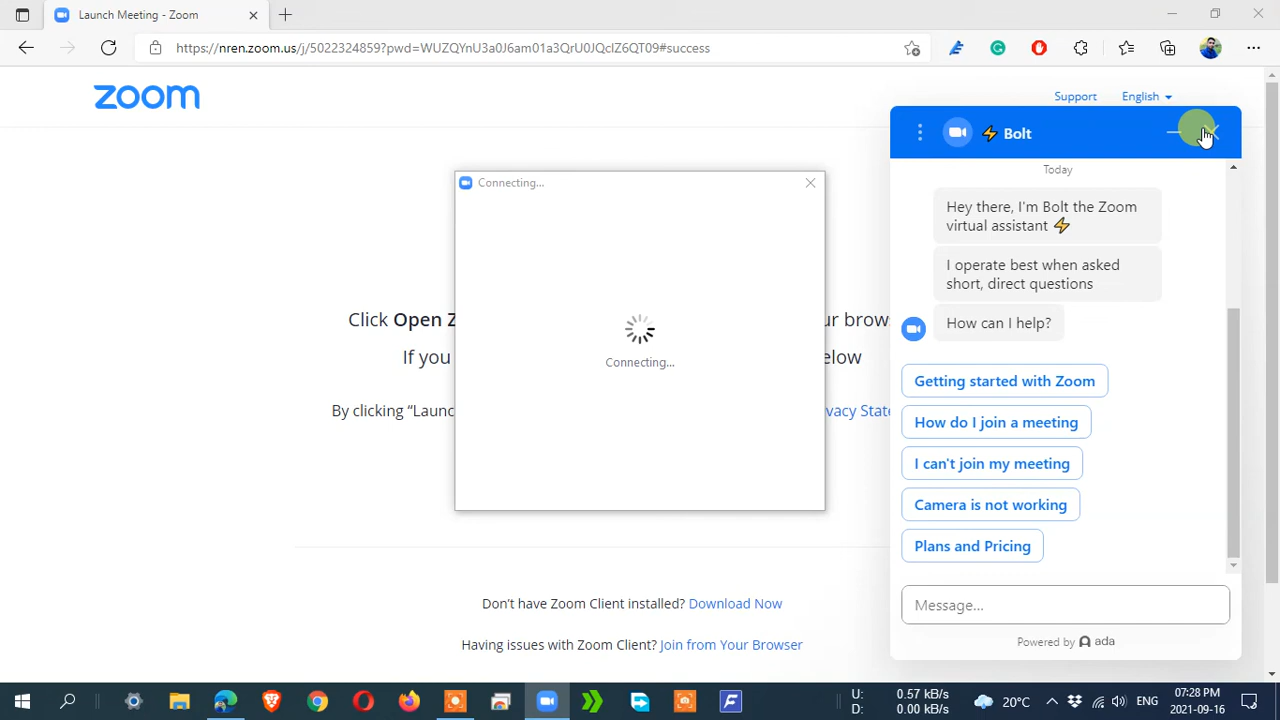 Launch Meeting - Zoom
https://nren.zoom.us/j/5022324859?pwd=WUZQYnU3a0J6am01a3QrU0JQclZ6QT09#success
zoom
Support
English
Bolt
Today
Hey there, I'm Bolt the Zoom
virtual assistant
I operate best when asked
short, direct questions
How can I help?
Getting started with Zoom
How do I join a meeting
I can't join my meeting
Camera is not working
Plans and Pricing
Message...
Powered by ada
Connecting...
Connecting...
Click Open Z
ur brow
If you
elow
By clicking “Launc
ivacy State
Don’t have Zoom Client installed? Download Now
Having issues with Zoom Client? Join from Your Browser
U: 0.57 kB/s
D: 0.00 kB/s
20°C
ENG
07:28 PM
2021-09-16